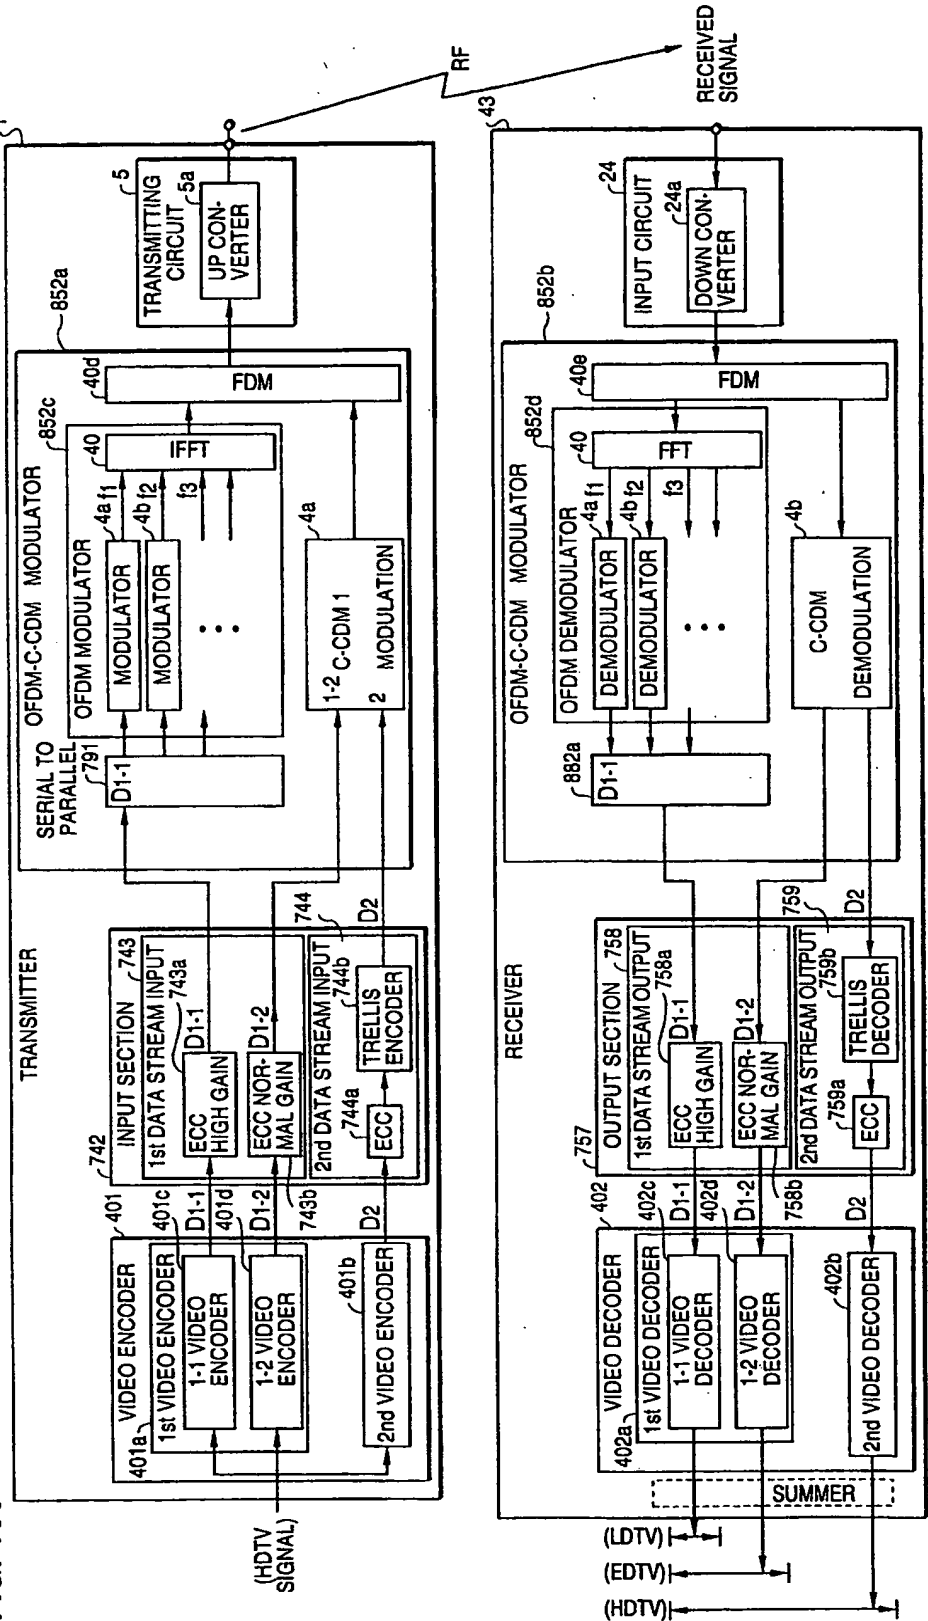 TRANSMITTER
(HDTV
SIGNAL)
401
VIDEO ENCODER
401a
1st VIDEO ENCODER
401c
1-1 VIDEO
ENCODER
401d
1-2 VIDEO
ENCODER
401b
2nd VIDEO ENCODER
D1-1
D1-2
D2
742
INPUT SECTION
743
1st DATA STREAM INPUT
743a
ECC
HIGH GAIN
D1-1
ECC NOR-
MAL GAIN
D1-2
743b
744
2nd DATA STREAM INPUT
744a
ECC
744b
TRELLIS
ENCODER
D2
852a
OFDM-C-CDM MODULATOR
SERIAL TO
PARALLEL
791
D1-1
852c
OFDM MODULATOR
4a
MODULATOR
f1
4b
MODULATOR
f2
f3
40
IFFT
4a
1-2
C-CDM 1
2
MODULATION
40d
FDM
5
TRANSMITTING
CIRCUIT
5a
UP CON-
VERTER
RF
RECEIVED
SIGNAL
43
RECEIVER
24
INPUT CIRCUIT
24a
DOWN CON-
VERTER
852b
OFDM-C-CDM MODULATOR
40e
FDM
852d
OFDM DEMODULATOR
40
FFT
4a
f1
DEMODULATOR
4b
f2
DEMODULATOR
f3
882a
D1-1
4b
C-CDM
DEMODULATION
757
OUTPUT SECTION
758
1st DATA STREAM OUTPUT
758a
ECC
HIGH GAIN
D1-1
ECC NOR-
MAL GAIN
D1-2
758b
759
2nd DATA STREAM OUTPUT
759a
ECC
759b
TRELLIS
DECODER
D2
D1-1
D1-2
D2
402
VIDEO DECODER
402a
1st VIDEO DECODER
402c
1-1 VIDEO
DECODER
402d
1-2 VIDEO
DECODER
402b
2nd VIDEO DECODER
SUMMER
(LDTV)
(EDTV)
(HDTV)